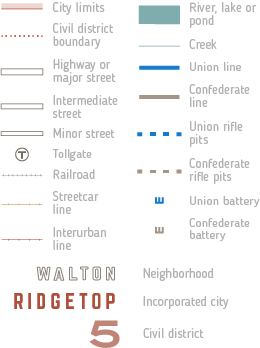 City limits
Civil district
boundary
Highway or
major street
Intermediate
street
Minor street
T
Tollgate
Railroad
Streetcar
line
Interurban
line
River, lake or
pond
Creek
Union line
Confederate
line
Union rifle
pits
Confederate
rifle pits
Union battery
Confederate
battery
WALTON
Neighborhood
RIDGETOP
Incorporated city
5
Civil district